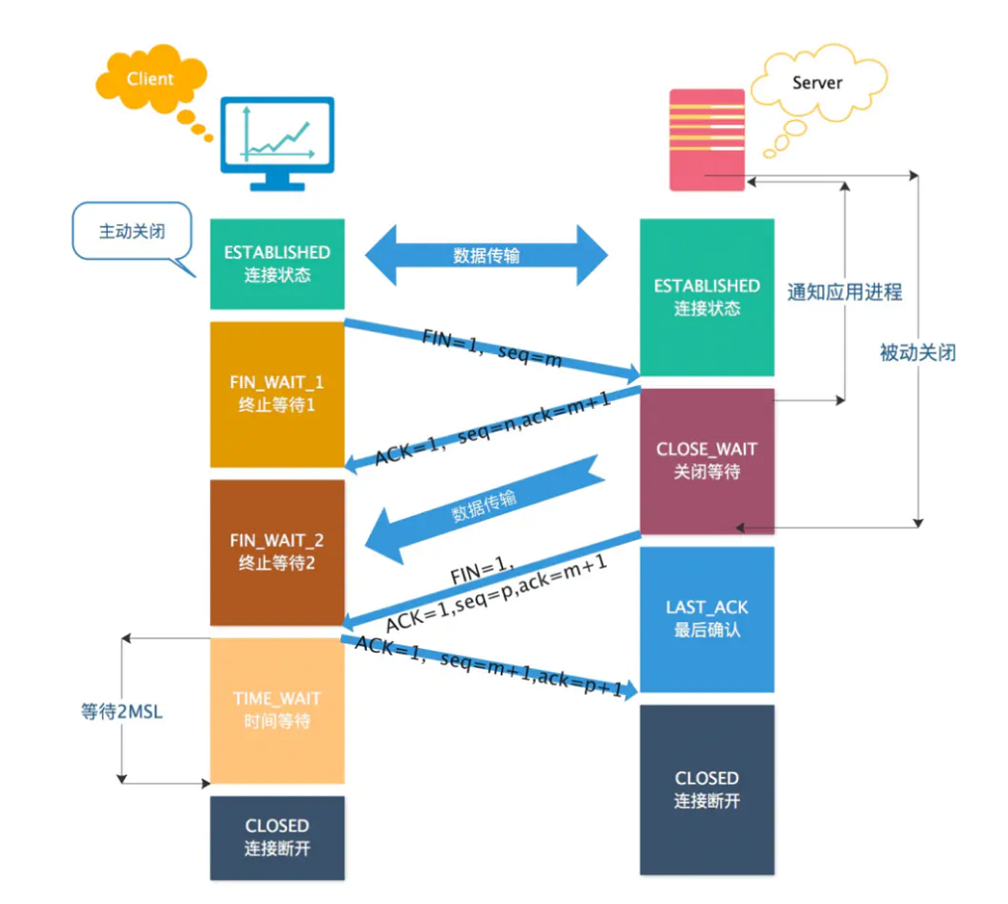 Client
Server
主动关闭
ESTABLISHED
连接状态
数据传输
ESTABLISHED
连接状态
通知应用进程
被动关闭
FIN=1, seq=m
FIN_WAIT_1
终止等待1
ACK=1, seq=n,ack=m+1
CLOSE_WAIT
关闭等待
数据传输
FIN_WAIT_2
终止等待2
FIN=1,
ACK=1,seq=p,ack=m+1
LAST_ACK
最后确认
ACK=1, seq=m+1,ack=p+1
等待2MSL
TIME_WAIT
时间等待
CLOSED
连接断开
CLOSED
连接断开